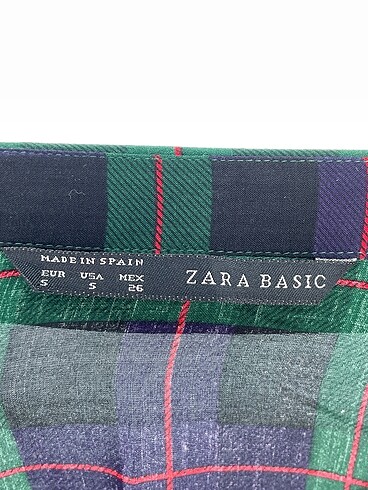 MADE IN SPAIN
EUR USA MEX
S S 26
ZARA BASIC